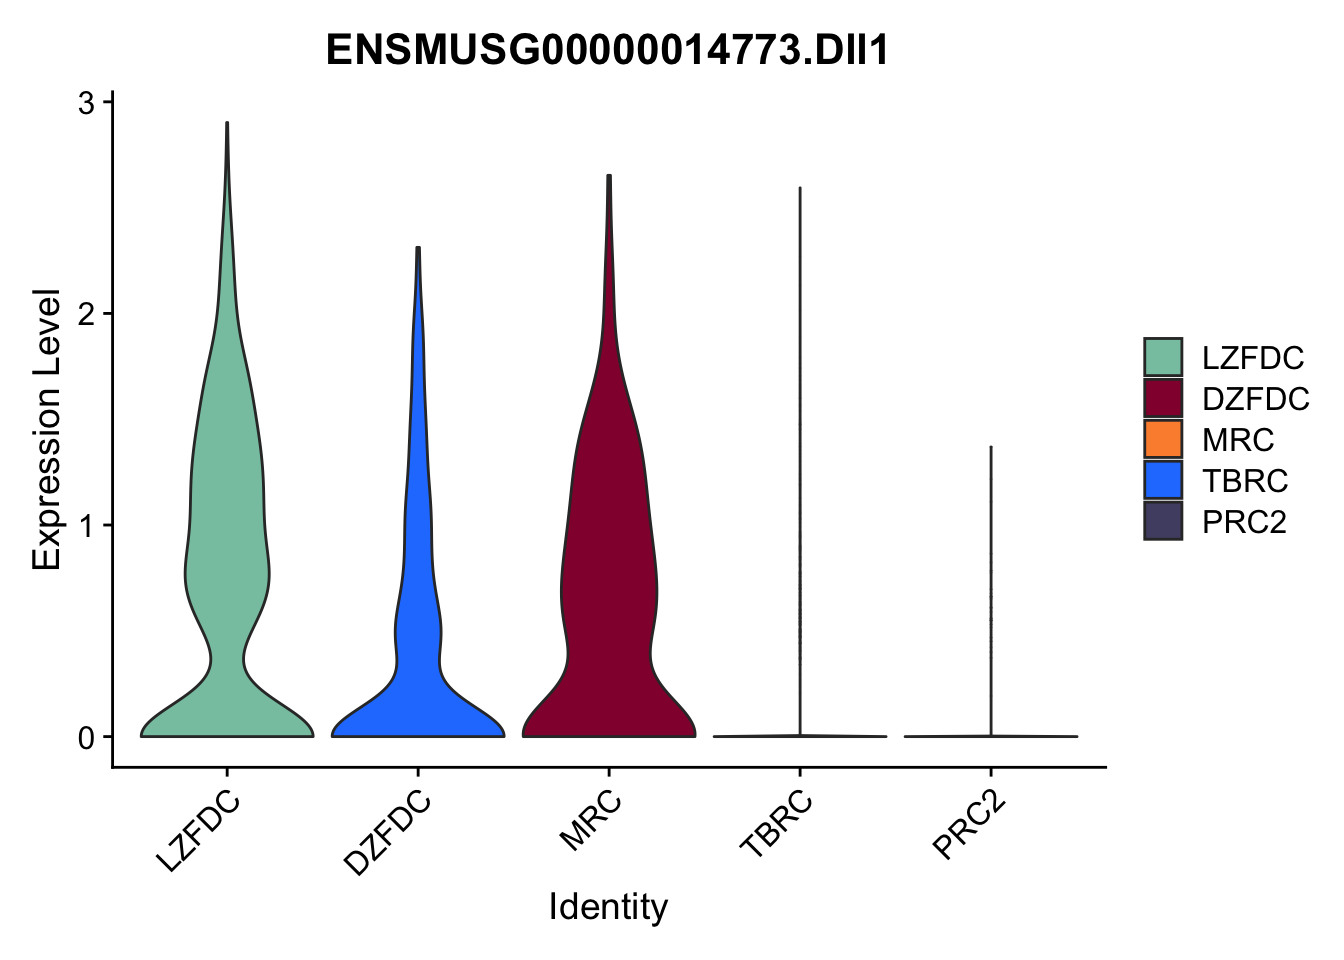 ENSMUSG00000014773.Dll1
Expression Level
3
2
1
0
LZFDC
DZFDC
MRC
TBRC
PRC2
Identity
LZFDC
DZFDC
MRC
TBRC
PRC2